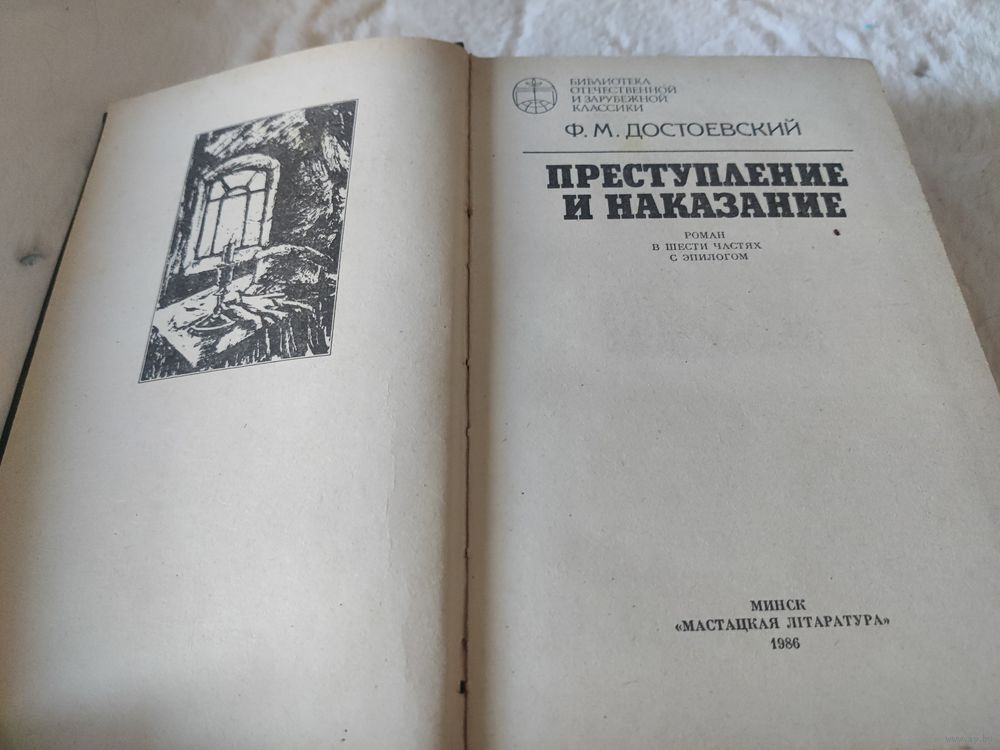 БИБЛИОТЕКА
ОТЕЧЕСТВЕННОЙ
И ЗАРУБЕЖНОЙ
КЛАССИКИ
Ф. М. ДОСТОЕВСКИЙ
ПРЕСТУПЛЕНИЕ
И НАКАЗАНИЕ
РОМАН
В ШЕСТИ ЧАСТЯХ
С ЭПИЛОГОМ
МИНСК
«МАСТАЦКАЯ ЛІТАРАТУРА»
1986